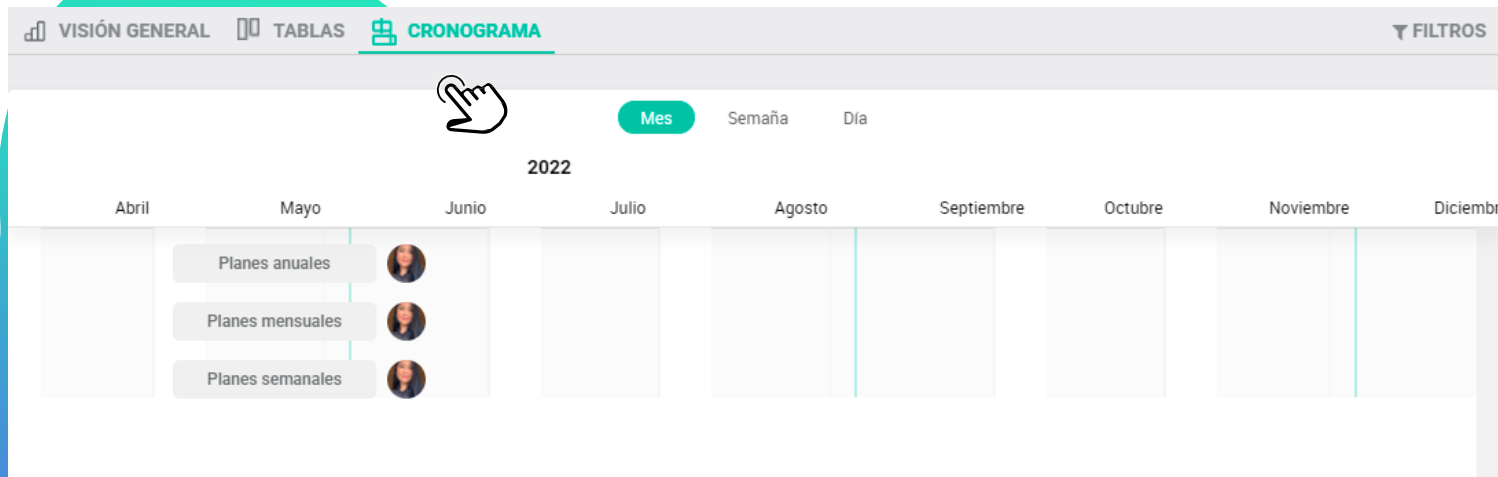 VISIÓN GENERAL TABLAS CRONOGRAMA FILTROS
Mes Semaña Día
2022
Abril Mayo Junio Julio Agosto Septiembre Octubre Noviembre Diciembr
Planes anuales
Planes mensuales
Planes semanales